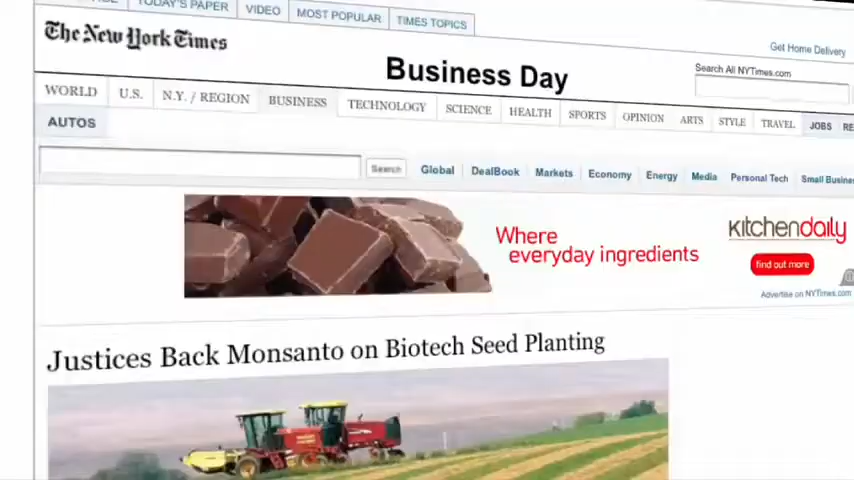 TODAY'S PAPER VIDEO MOST POPULAR TIMES TOPICS
The New York Times
Business Day
Get Home Delivery
Search All NYTimes.com
WORLD U.S. N.Y. / REGION BUSINESS TECHNOLOGY SCIENCE HEALTH SPORTS OPINION ARTS STYLE TRAVEL JOBS RE
AUTOS
Search Global DealBook Markets Economy Energy Media Personal Tech Small Busine
Where
everyday ingredients
kitchendaily
find out more
Advertise on NYTimes.com
Justices Back Monsanto on Biotech Seed Planting